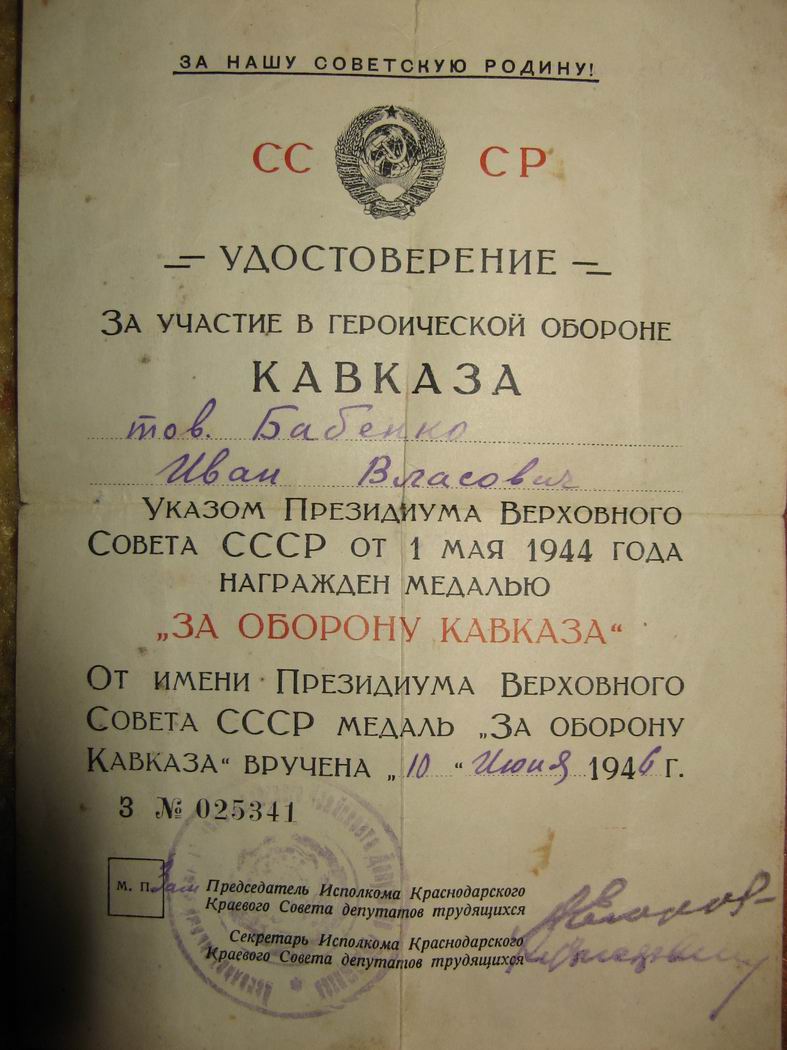 ЗА НАШУ СОВЕТСКУЮ РОДИНУ!
СС СР
УДОСТОВЕРЕНИЕ
ЗА УЧАСТИЕ В ГЕРОИЧЕСКОЙ ОБОРОНЕ
КАВКАЗА
тов. Бабенко
Иван Власович
УКАЗОМ ПРЕЗИДИУМА ВЕРХОВНОГО
СОВЕТА СССР ОТ 1 МАЯ 1944 ГОДА
НАГРАЖДЕН МЕДАЛЬЮ
„ЗА ОБОРОНУ КАВКАЗА“
ОТ ИМЕНИ ПРЕЗИДИУМА ВЕРХОВНОГО
СОВЕТА СССР МЕДАЛЬ „ЗА ОБОРОНУ
КАВКАЗА“ ВРУЧЕНА „10“ Июня 1946 г.
З № 025341
м. п. Зам Председатель Исполкома Краснодарского
Краевого Совета депутатов трудящихся
Секретарь Исполкома Краснодарского
Краевого Совета депутатов трудящихся